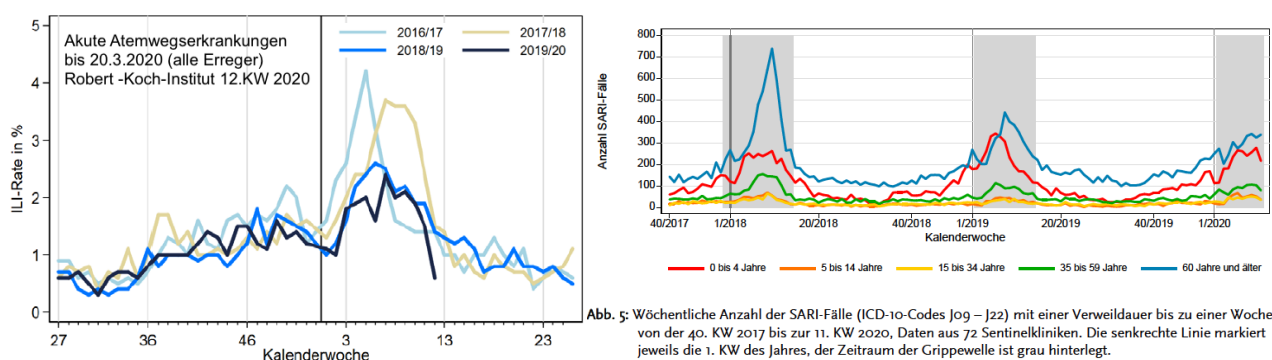 5
4
3
2
1
0
ILI-Rate in %
Akute Atemwegserkrankungen
bis 20.3.2020 (alle Erreger)
Robert -Koch-Institut 12.KW 2020
2016/17
2017/18
2018/19
2019/20
27
36
46
3
13
23
Kalenderwoche
800
700
600
500
400
300
200
100
0
Anzahl SARI-Fälle
40/2017
1/2018
20/2018
40/2018
1/2019
20/2019
40/2019
1/2020
Kalenderwoche
0 bis 4 Jahre
5 bis 14 Jahre
15 bis 34 Jahre
35 bis 59 Jahre
60 Jahre und älter
Abb. 5: Wöchentliche Anzahl der SARI-Fälle (ICD-10-Codes J09 – J22) mit einer Verweildauer bis zu einer Woche
von der 40. KW 2017 bis zur 11. KW 2020, Daten aus 72 Sentinelkliniken. Die senkrechte Linie markiert
jeweils die 1. KW des Jahres, der Zeitraum der Grippewelle ist grau hinterlegt.